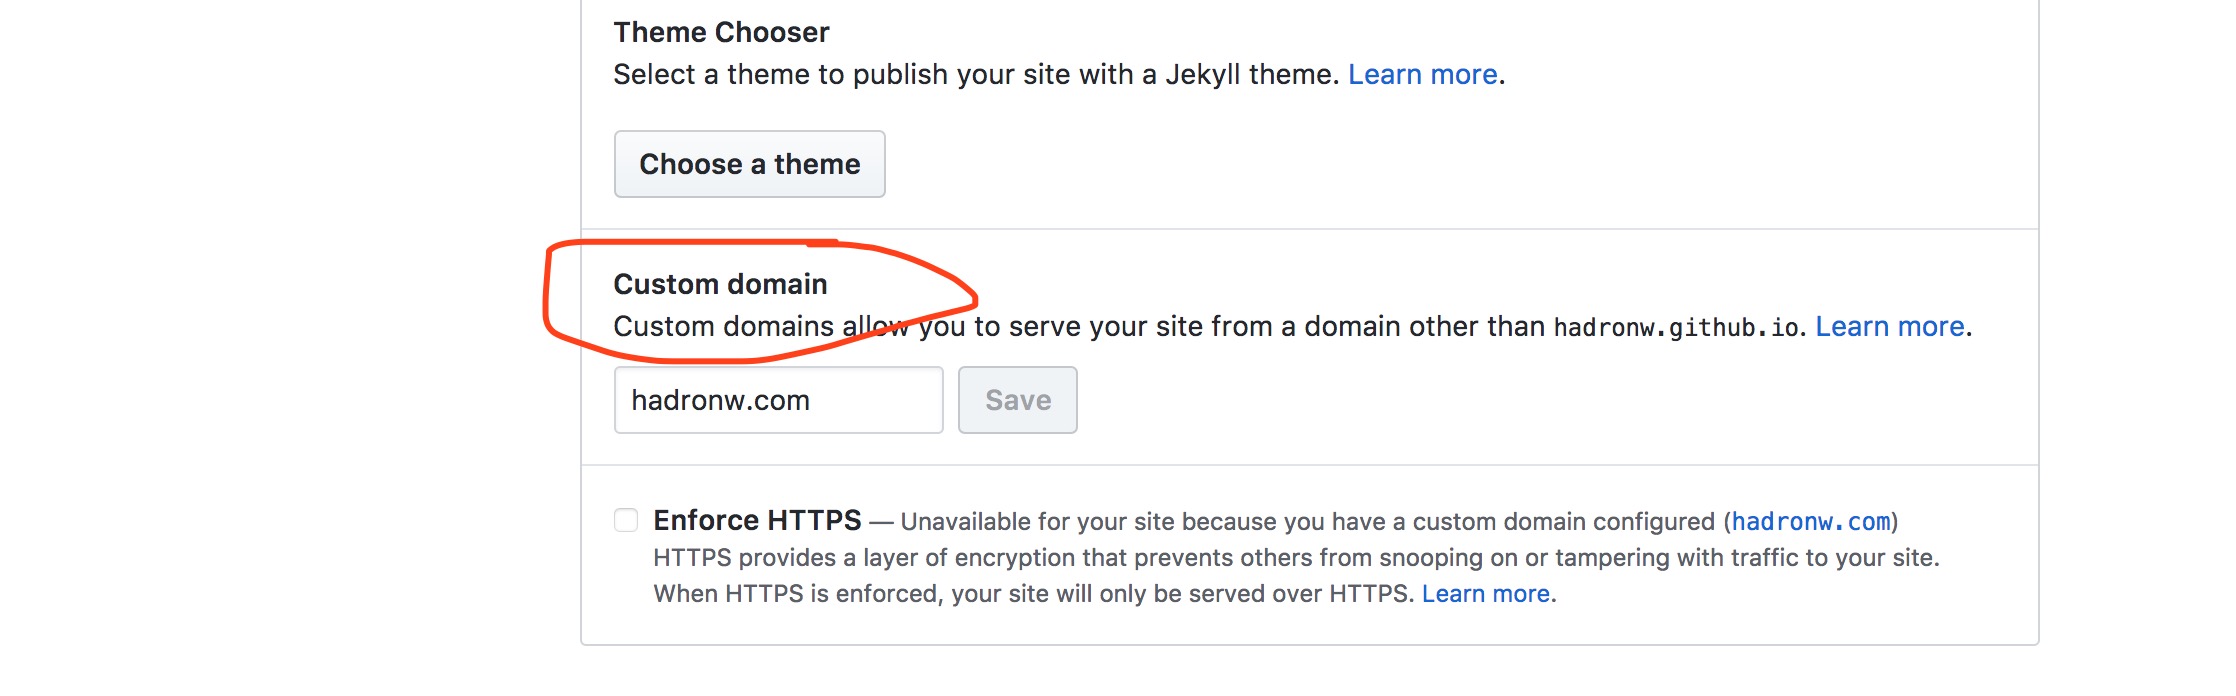 Theme Chooser
Select a theme to publish your site with a Jekyll theme. Learn more.
Choose a theme
Custom domain
Custom domains allow you to serve your site from a domain other than hadronw.github.io. Learn more.
hadronw.com Save
Enforce HTTPS — Unavailable for your site because you have a custom domain configured (hadronw.com)
HTTPS provides a layer of encryption that prevents others from snooping on or tampering with traffic to your site.
When HTTPS is enforced, your site will only be served over HTTPS. Learn more.